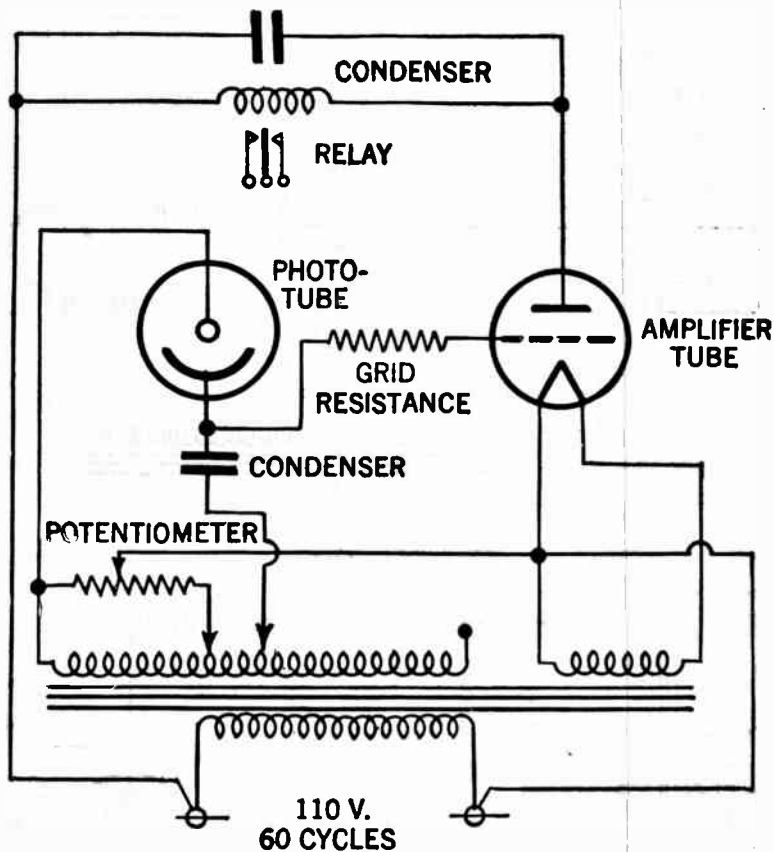 CONDENSER
RELAY
PHOTO-
TUBE
AMPLIFIER
TUBE
GRID
RESISTANCE
CONDENSER
POTENTIOMETER
110 V.
60 CYCLES